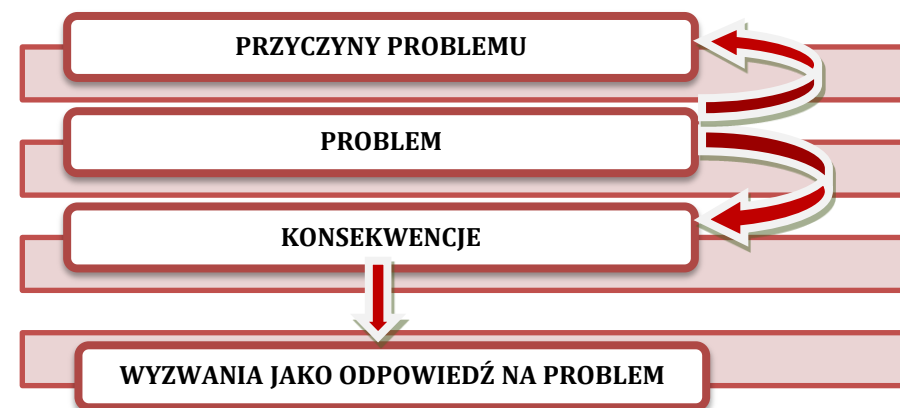 PRZYCZYNY PROBLEMU
PROBLEM
KONSEKWENCJE
WYZWANIA JAKO ODPOWIEDŹ NA PROBLEM